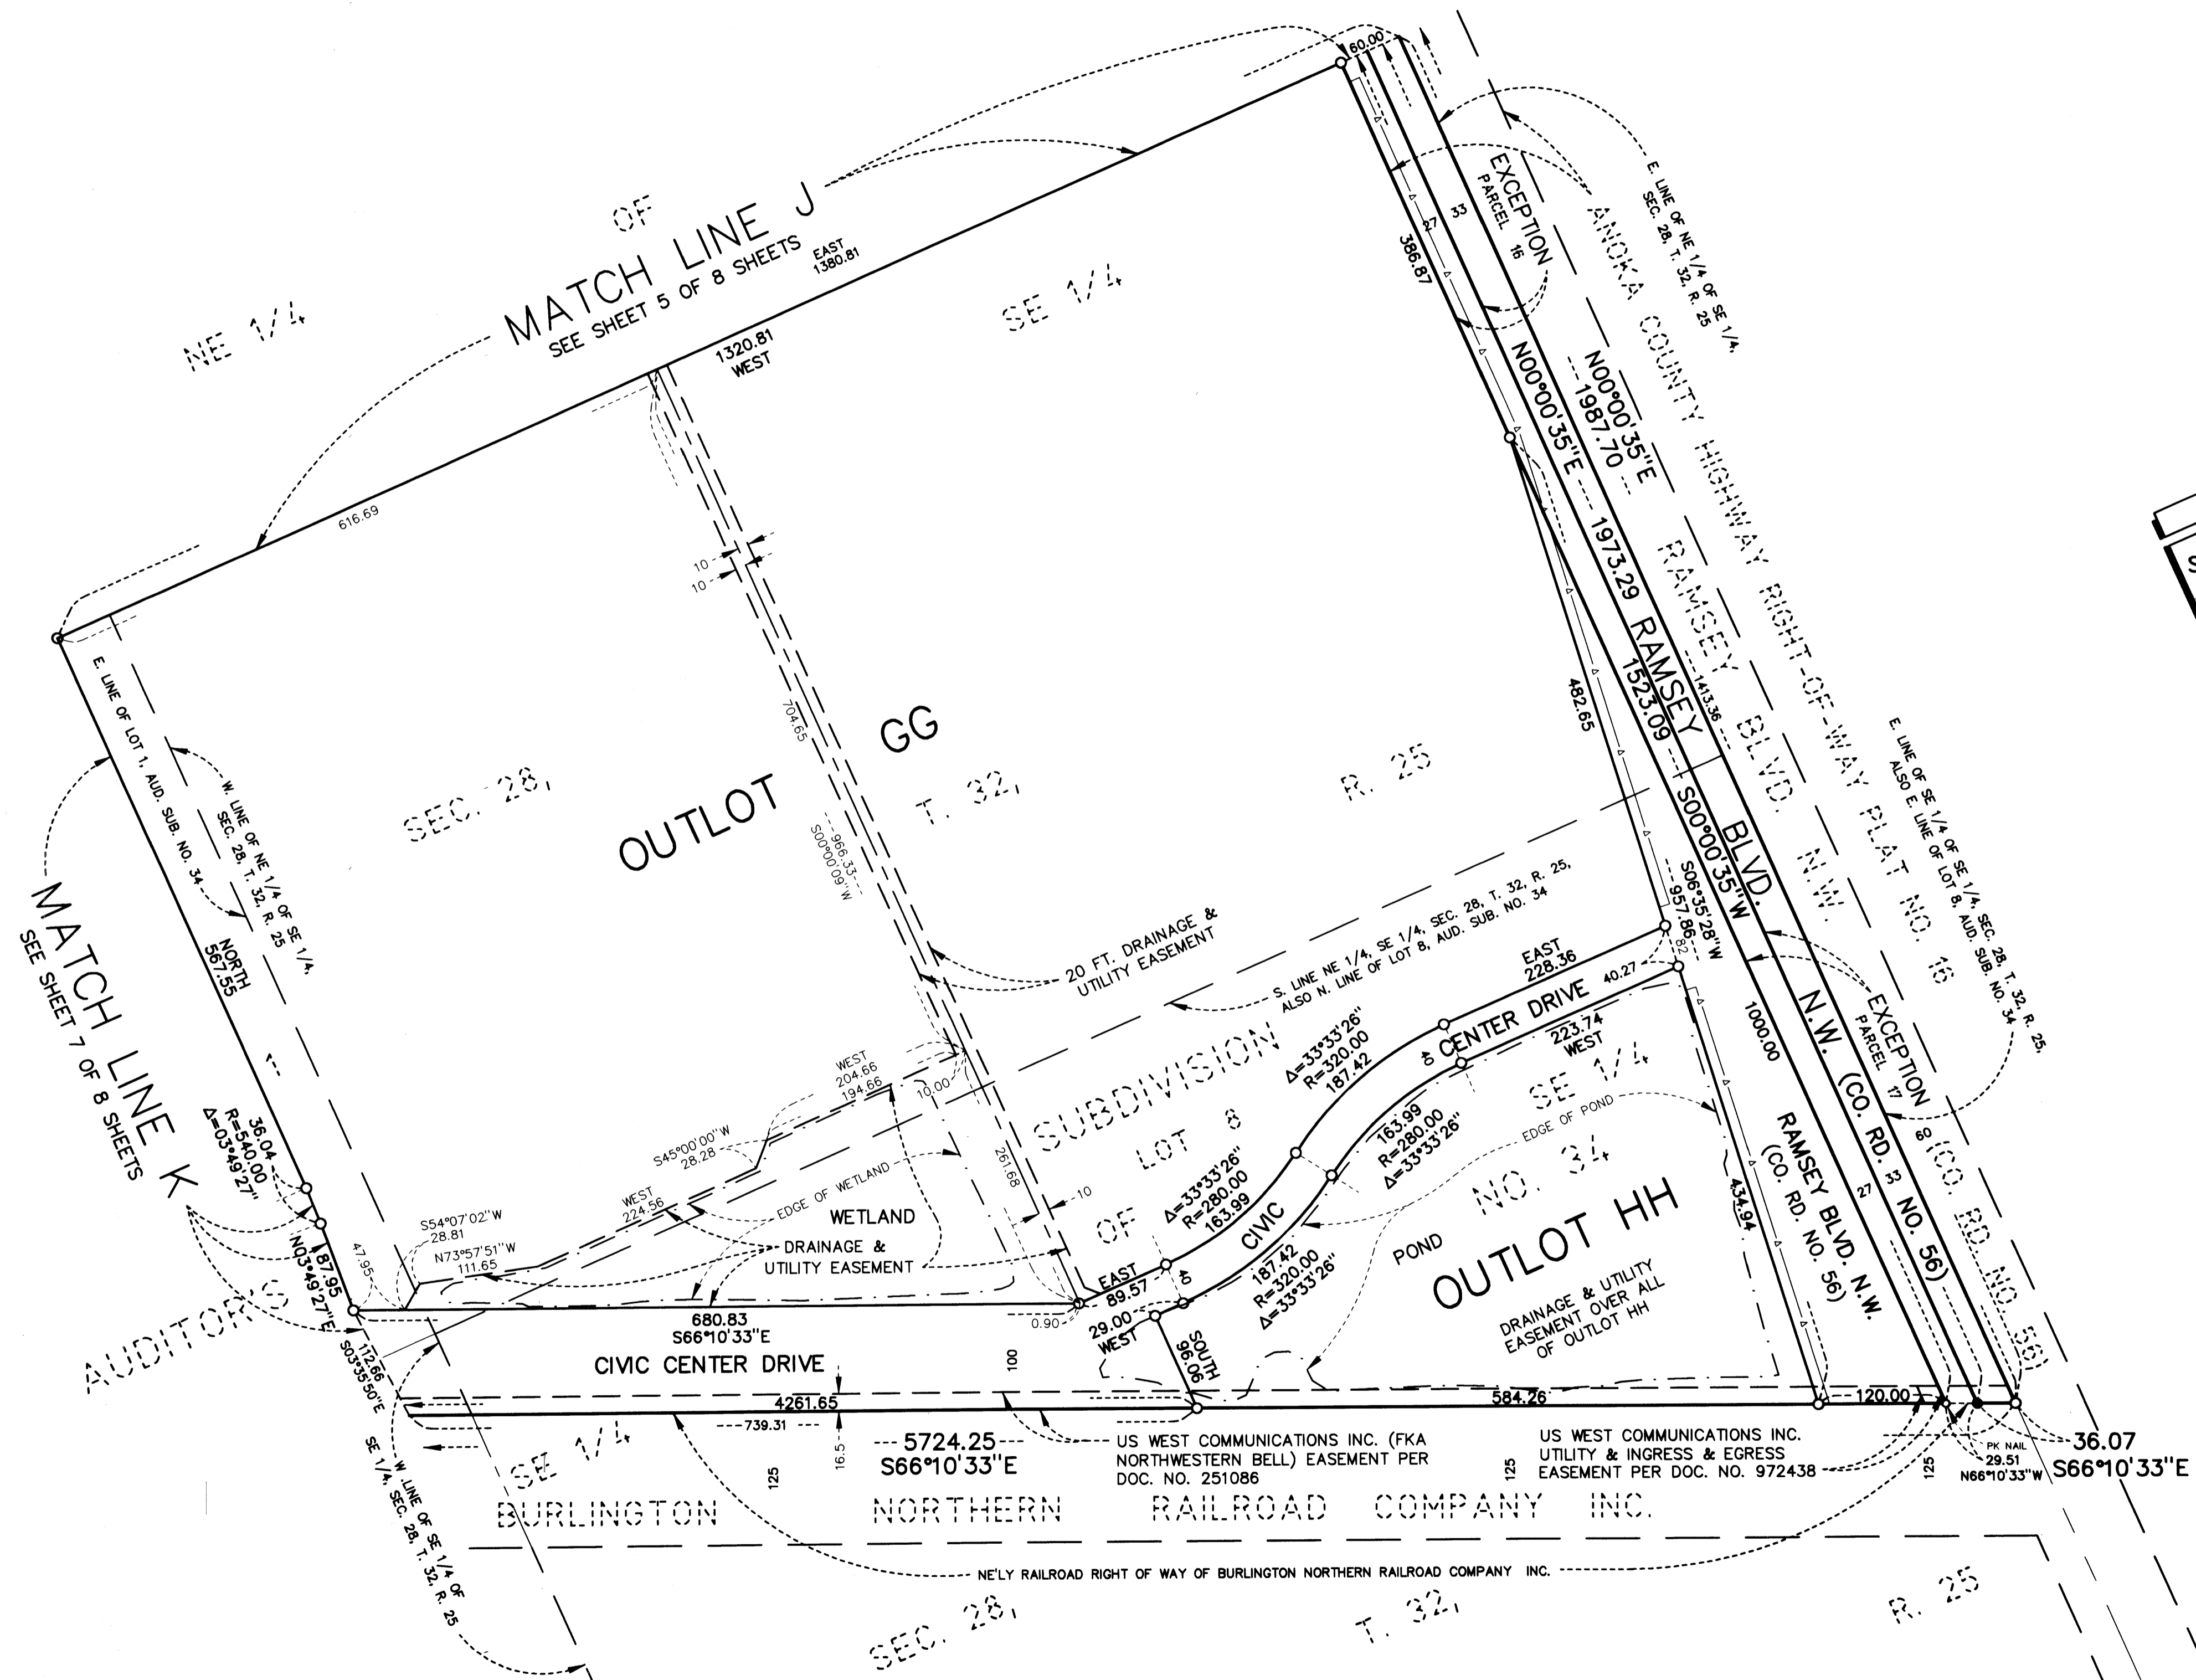 60.00
OF
MATCH LINE J
SEE SHEET 5 OF 8 SHEETS
EAST
1380.81
1320.81
WEST
NE 1/4
SE 1/4
EXCEPTION
PARCEL 16
33
27
386.87
E. LINE OF NE 1/4 OF SE 1/4,
SEC. 28, T. 32, R. 25
ANOKA COUNTY HIGHWAY RIGHT-OF-WAY PLAT NO. 16
N00°00'35"E
1987.70
N00°00'35"E
1973.29
RAMSEY BLVD. N.W. (CO. RD. NO. 56)
RAMSEY BLVD. N.W. (CO. RD. NO. 56)
1523.09
S00°00'35"W
1413.36
616.69
10
10
482.65
704.65
966.33
S00°00'09"W
OUTLOT GG
SEC. 28,
T. 32,
R. 25
E. LINE OF LOT 1, AUD. SUB. NO. 34
W. LINE OF NE 1/4 OF SE 1/4,
SEC. 28, T. 32, R. 25
MATCH LINE K
SEE SHEET 7 OF 8 SHEETS
NORTH
567.55
36.04
R=540.00
Δ=03°49'27"
87.95
N03°49'27"E
47.95
112.66
S03°35'50"E
20 FT. DRAINAGE &
UTILITY EASEMENT
S. LINE NE 1/4, SE 1/4, SEC. 28, T. 32, R. 25,
ALSO N. LINE OF LOT 8, AUD. SUB. NO. 34
S06°35'28"W
957.86
82
E. LINE OF SE 1/4 OF SE 1/4, SEC. 28, T. 32, R. 25,
ALSO E. LINE OF LOT 8, AUD. SUB. NO. 34
EAST
228.36
40.27
CIVIC CENTER DRIVE
223.74
WEST
40
Δ=33°33'26"
R=320.00
187.42
163.99
R=280.00
Δ=33°33'26"
Δ=33°33'26"
R=280.00
163.99
187.42
R=320.00
Δ=33°33'26"
40
EXCEPTION
PARCEL 17
1000.00
60
33
27
RAMSEY BLVD. N.W.
(CO. RD. NO. 56)
434.94
SE 1/4
EDGE OF POND
POND
AUDITOR'S
SUBDIVISION
OF LOT 8
NO. 34
OUTLOT HH
DRAINAGE & UTILITY
EASEMENT OVER ALL
OF OUTLOT HH
WEST
204.66
194.66
10.00
S45°00'00"W
28.28
WEST
224.56
S54°07'02"W
28.81
N73°57'51"W
111.65
EDGE OF WETLAND
WETLAND
DRAINAGE &
UTILITY EASEMENT
261.68
10
0.90
EAST
89.57
29.00
WEST
SOUTH
96.06
680.83
S66°10'33"E
CIVIC CENTER DRIVE
100
4261.65
739.31
16.5
584.26
120.00
5724.25
S66°10'33"E
US WEST COMMUNICATIONS INC. (FKA
NORTHWESTERN BELL) EASEMENT PER
DOC. NO. 251086
US WEST COMMUNICATIONS INC.
UTILITY & INGRESS & EGRESS
EASEMENT PER DOC. NO. 972438
PK NAIL
29.51
N66°10'33"W
36.07
S66°10'33"E
125
125
125
SE 1/4
W. LINE OF SE 1/4 OF
SE 1/4, SEC. 28, T. 32, R. 25
BURLINGTON NORTHERN RAILROAD COMPANY INC.
NE'LY RAILROAD RIGHT OF WAY OF BURLINGTON NORTHERN RAILROAD COMPANY INC.
SEC. 28,
T. 32,
R. 25